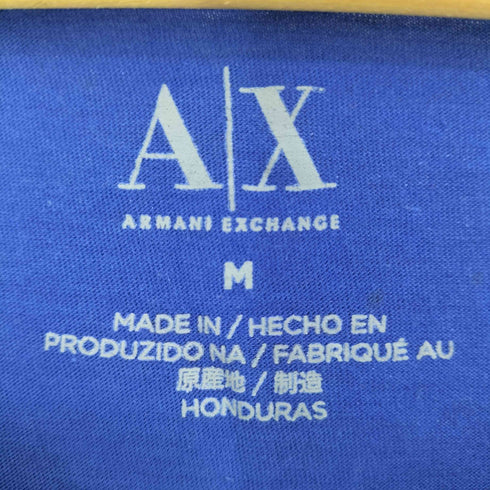 A|X
ARMANI EXCHANGE
M
MADE IN / HECHO EN
PRODUZIDO NA / FABRIQUÉ AU
原産地 / 制造
HONDURAS